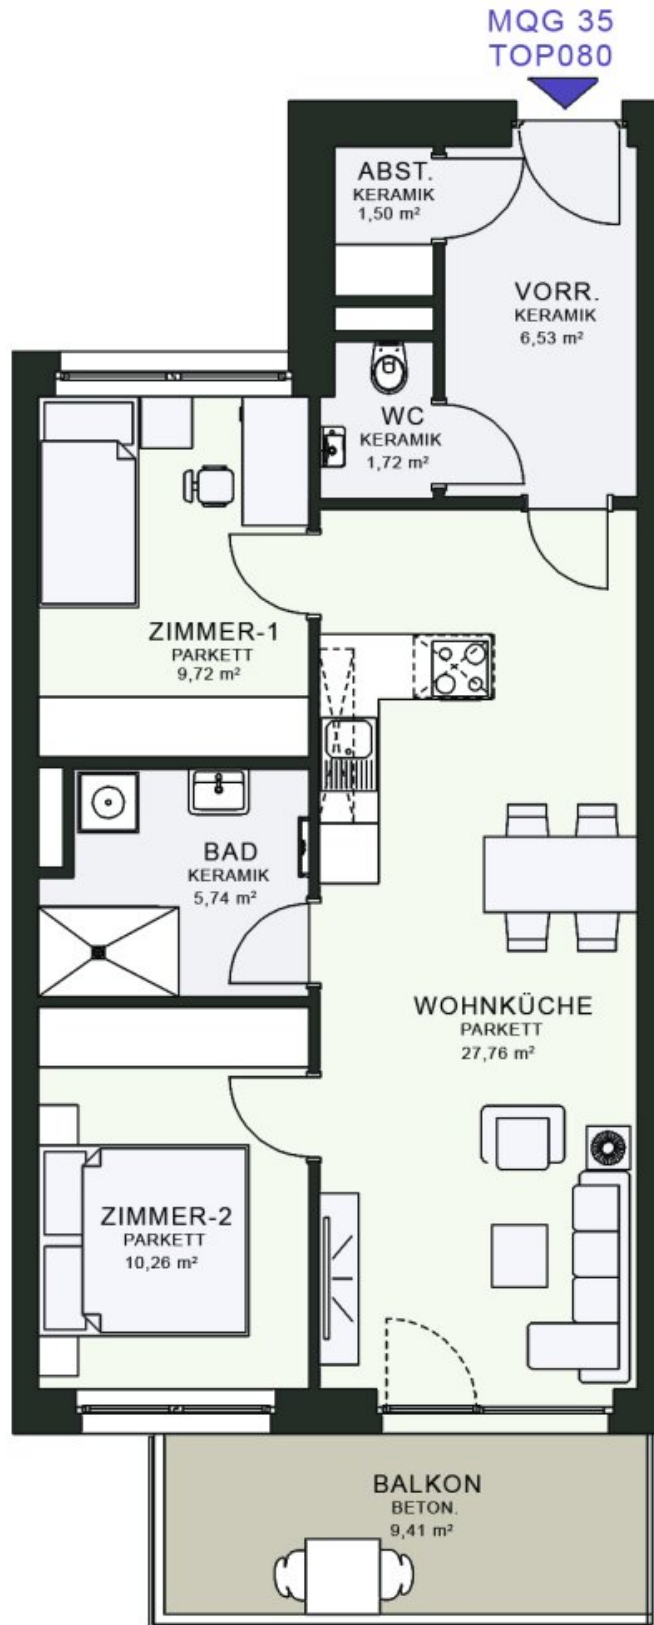 MQG 35
TOP080
ABST.
KERAMIK
1,50 m²
VORR.
KERAMIK
6,53 m²
WC
KERAMIK
1,72 m²
ZIMMER-1
PARKETT
9,72 m²
BAD
KERAMIK
5,74 m²
WOHNKÜCHE
PARKETT
27,76 m²
ZIMMER-2
PARKETT
10,26 m²
BALKON
BETON.
9,41 m²